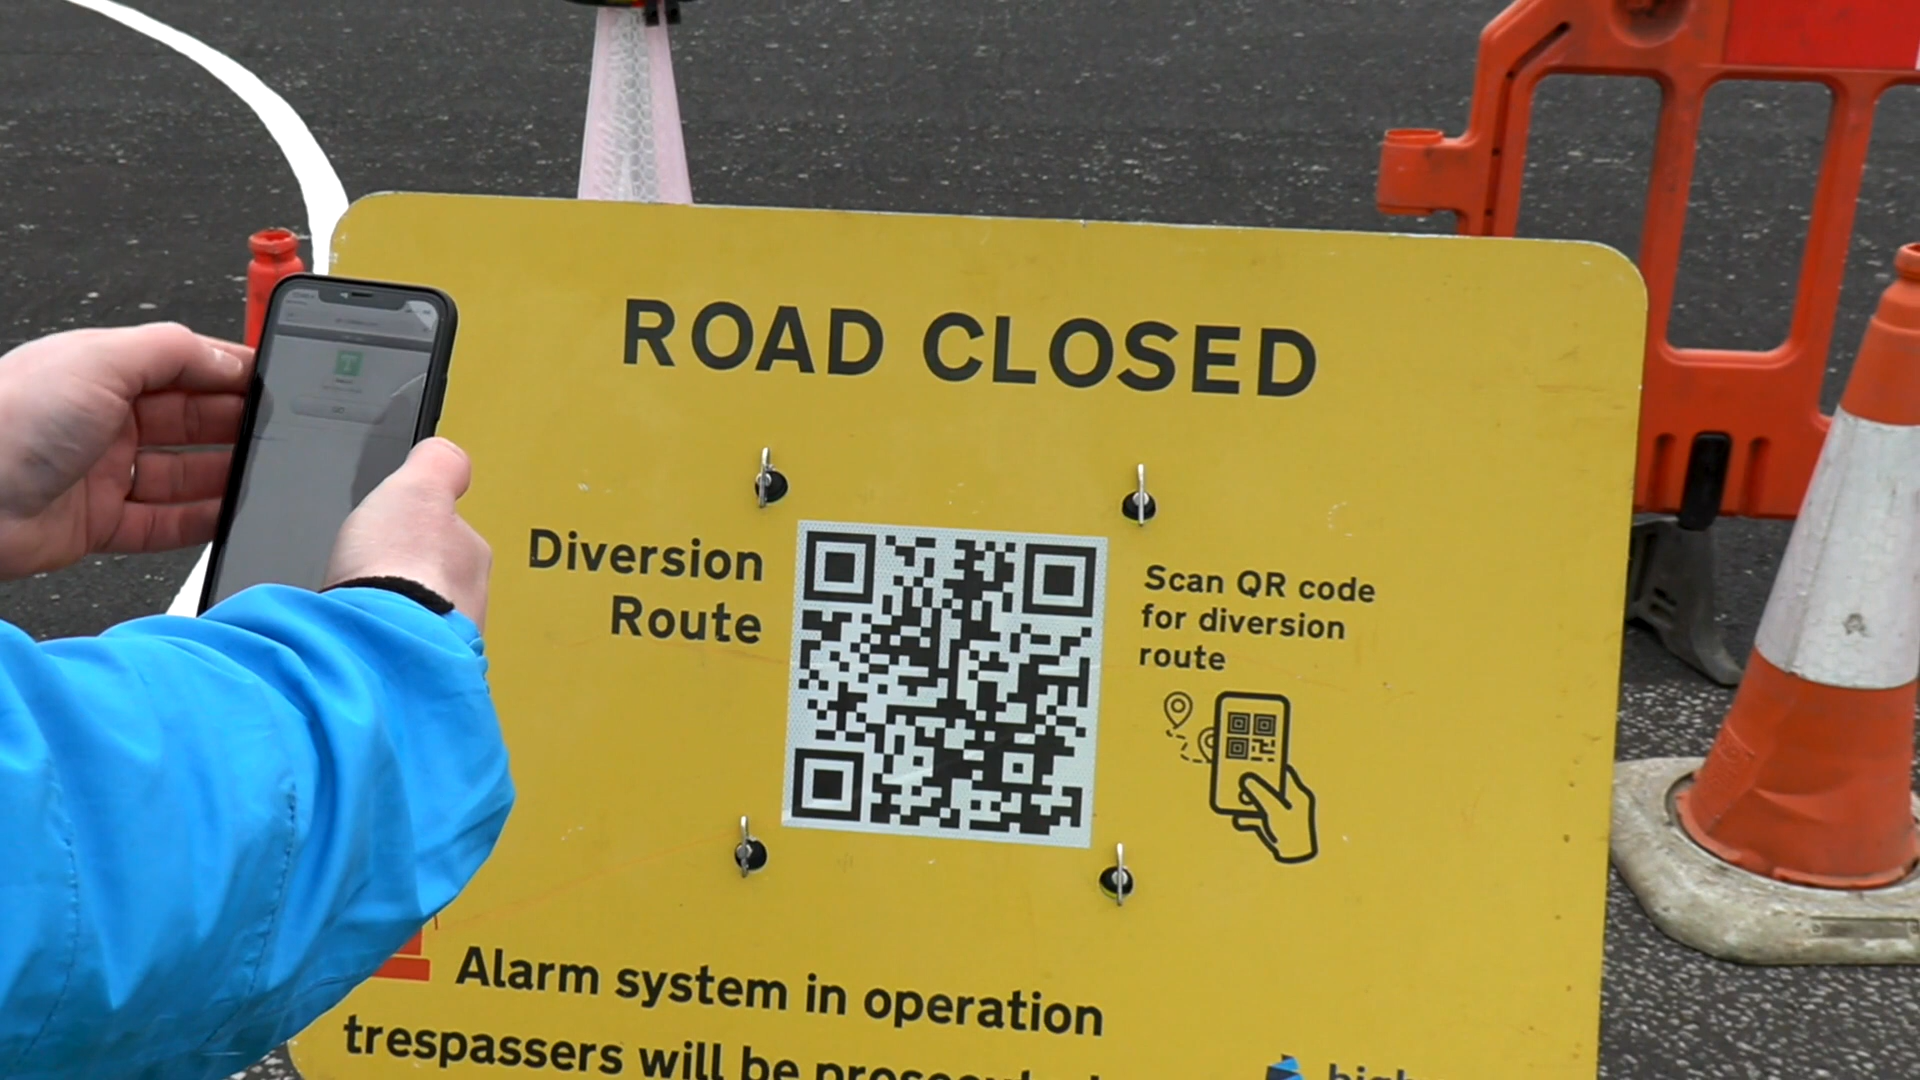 ROAD CLOSED
Diversion
Route
Scan QR code
for diversion
route
Alarm system in operation
trespassers will be